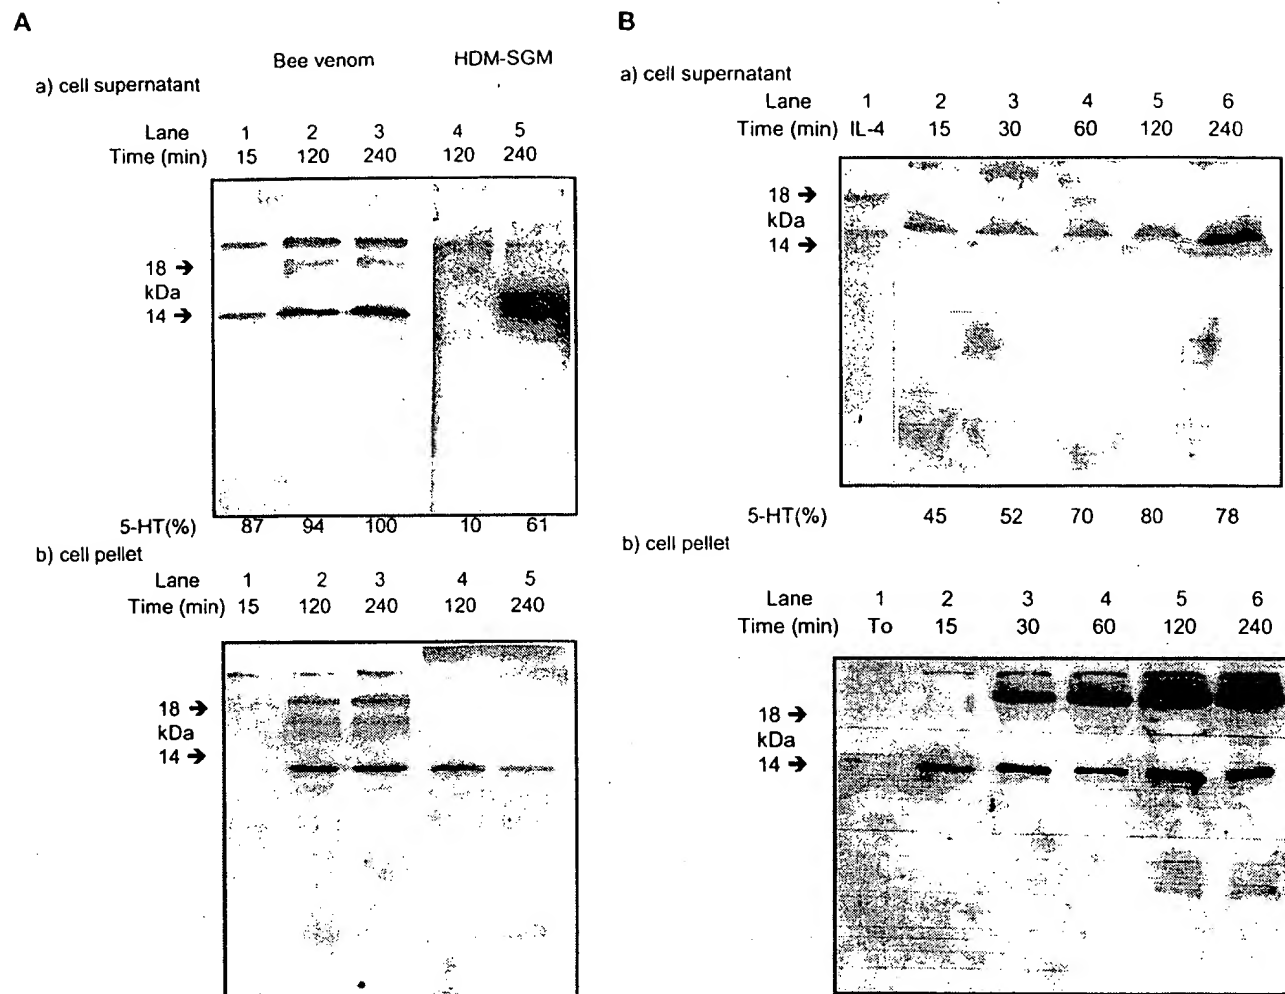 A
Bee venom HDM-SGM
a) cell supernatant
Lane 1 2 3 4 5
Time (min) 15 120 240 120 240
18 →
kDa
14 →
5-HT(%) 87 94 100 10 61
b) cell pellet
Lane 1 2 3 4 5
Time (min) 15 120 240 120 240
18 →
kDa
14 →
B
a) cell supernatant
Lane 1 2 3 4 5 6
Time (min) IL-4 15 30 60 120 240
18 →
kDa
14 →
5-HT(%) 45 52 70 80 78
b) cell pellet
Lane 1 2 3 4 5 6
Time (min) To 15 30 60 120 240
18 →
kDa
14 →